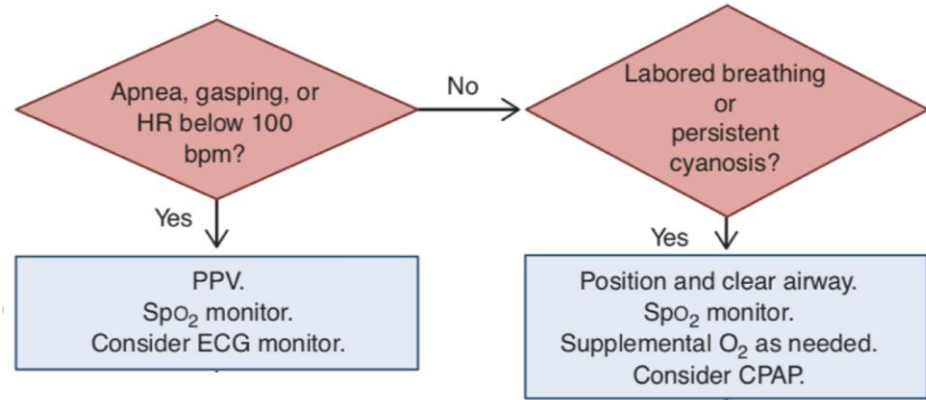 Apnea, gasping, or
HR below 100
bpm?
No
Labored breathing
or
persistent
cyanosis?
Yes
PPV.
SpO₂ monitor.
Consider ECG monitor.
Yes
Position and clear airway.
SpO₂ monitor.
Supplemental O₂ as needed.
Consider CPAP.